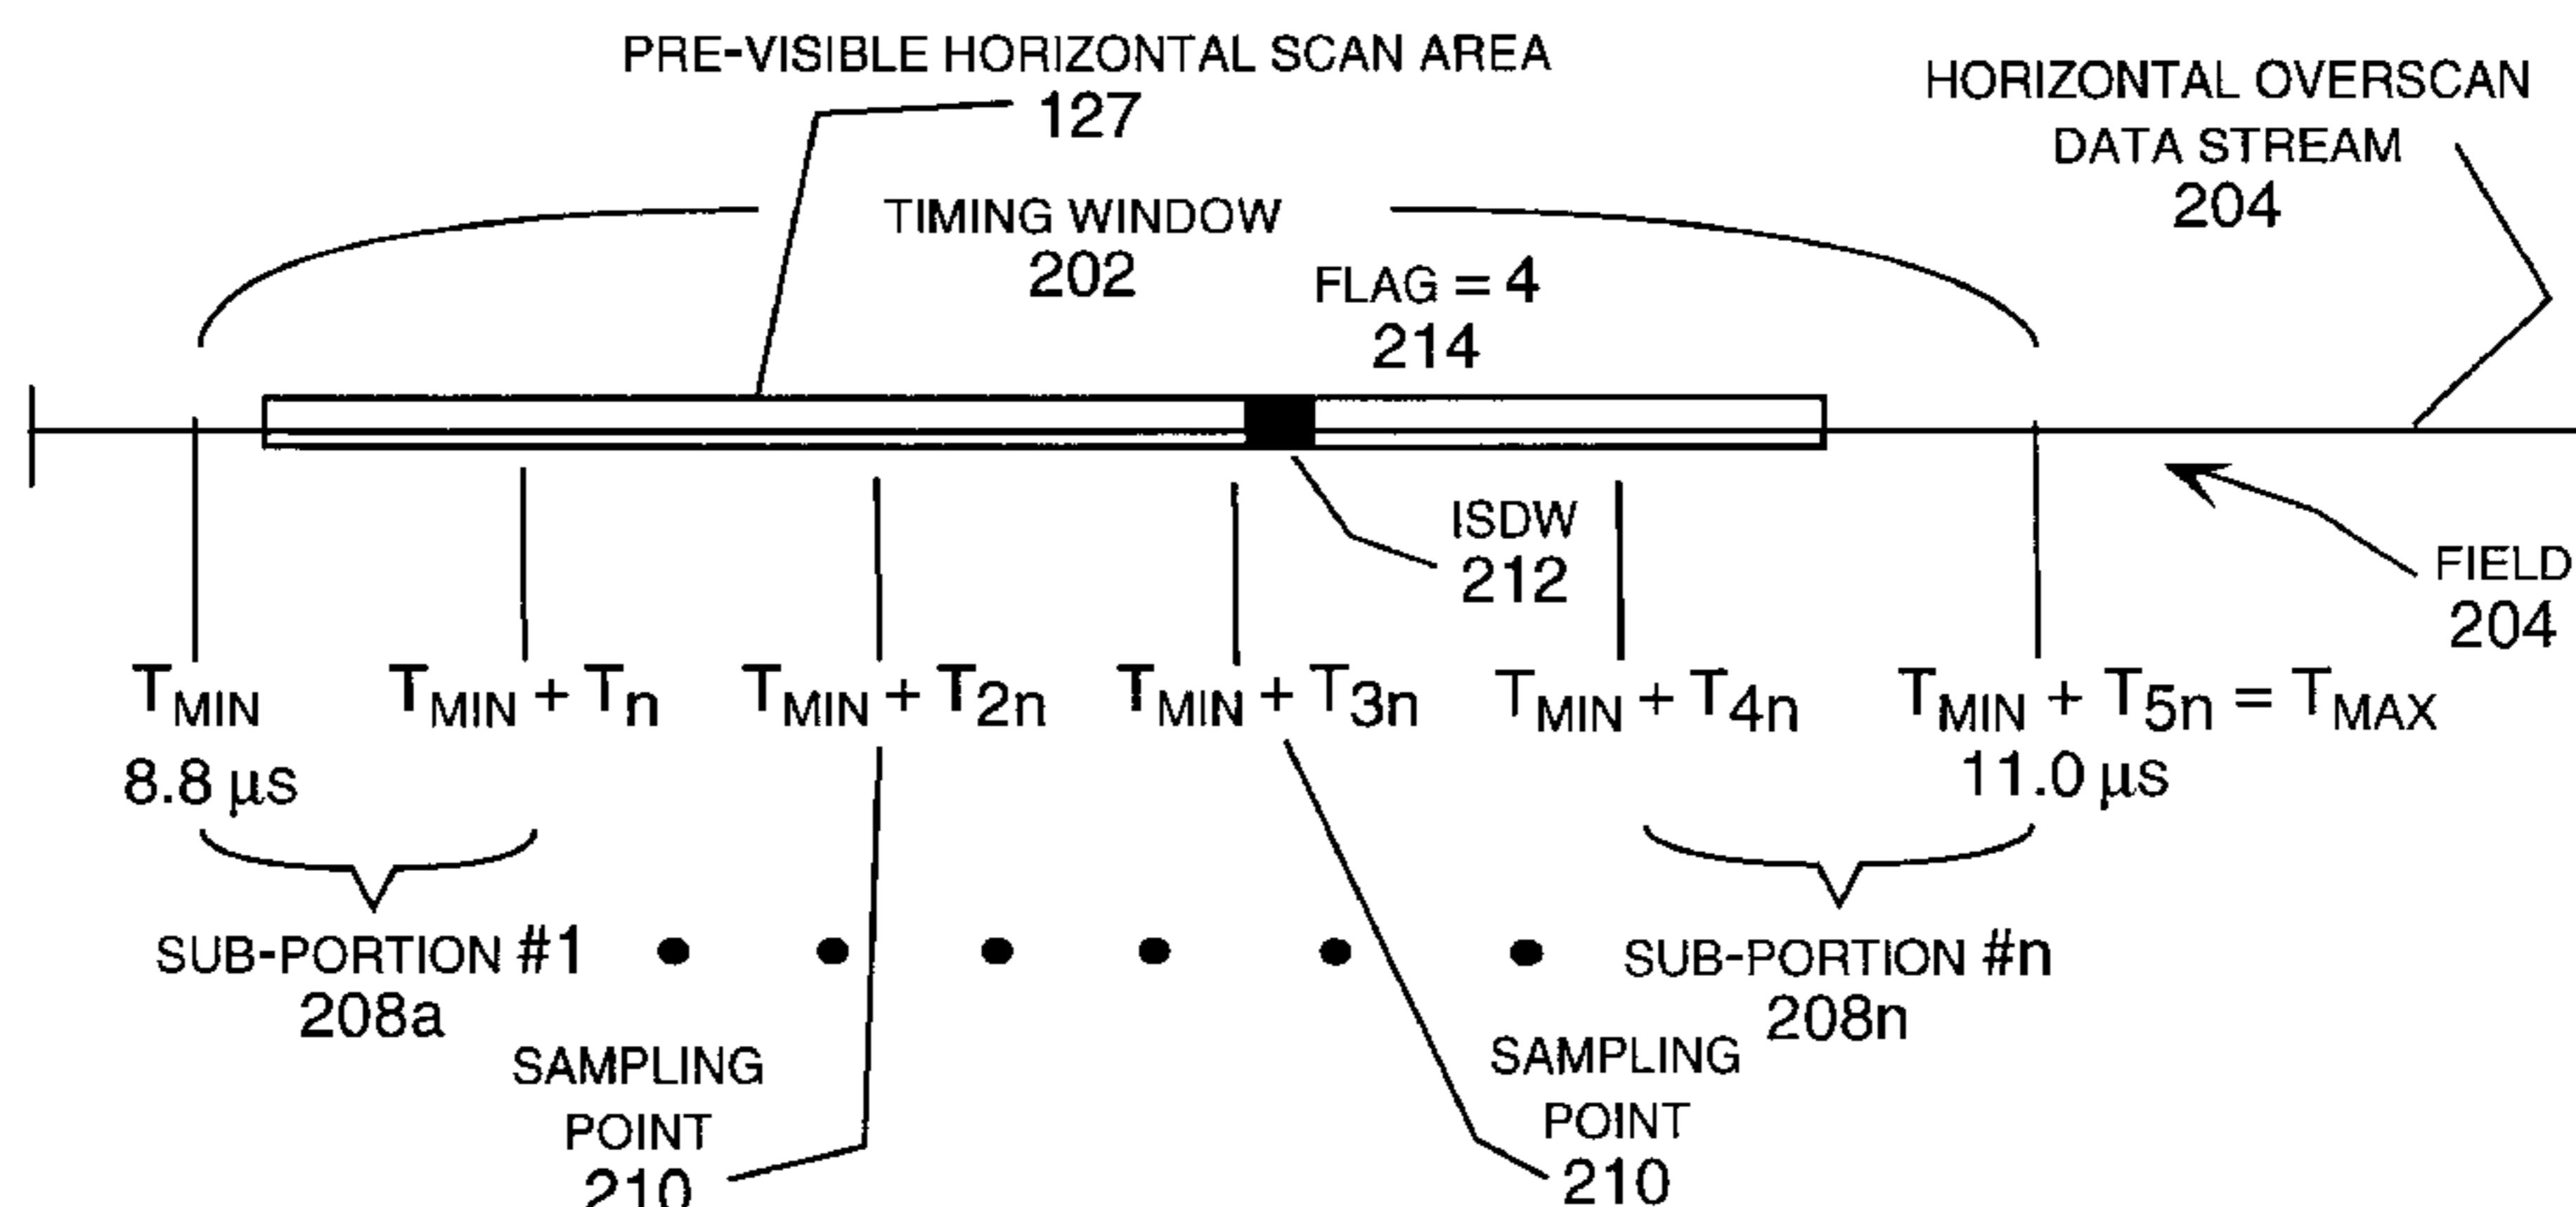 PRE-VISIBLE HORIZONTAL SCAN AREA
127
HORIZONTAL OVERSCAN
DATA STREAM
204
TIMING WINDOW
202
FLAG = 4
214
ISDW
212
FIELD
204
T_MIN
8.8 µs
T_MIN + T_n
T_MIN + T_2n
T_MIN + T_3n
T_MIN + T_4n
T_MIN + T_5n = T_MAX
11.0 µs
SUB-PORTION #1
208a
SUB-PORTION #n
208n
SAMPLING
POINT
210
SAMPLING
POINT
210